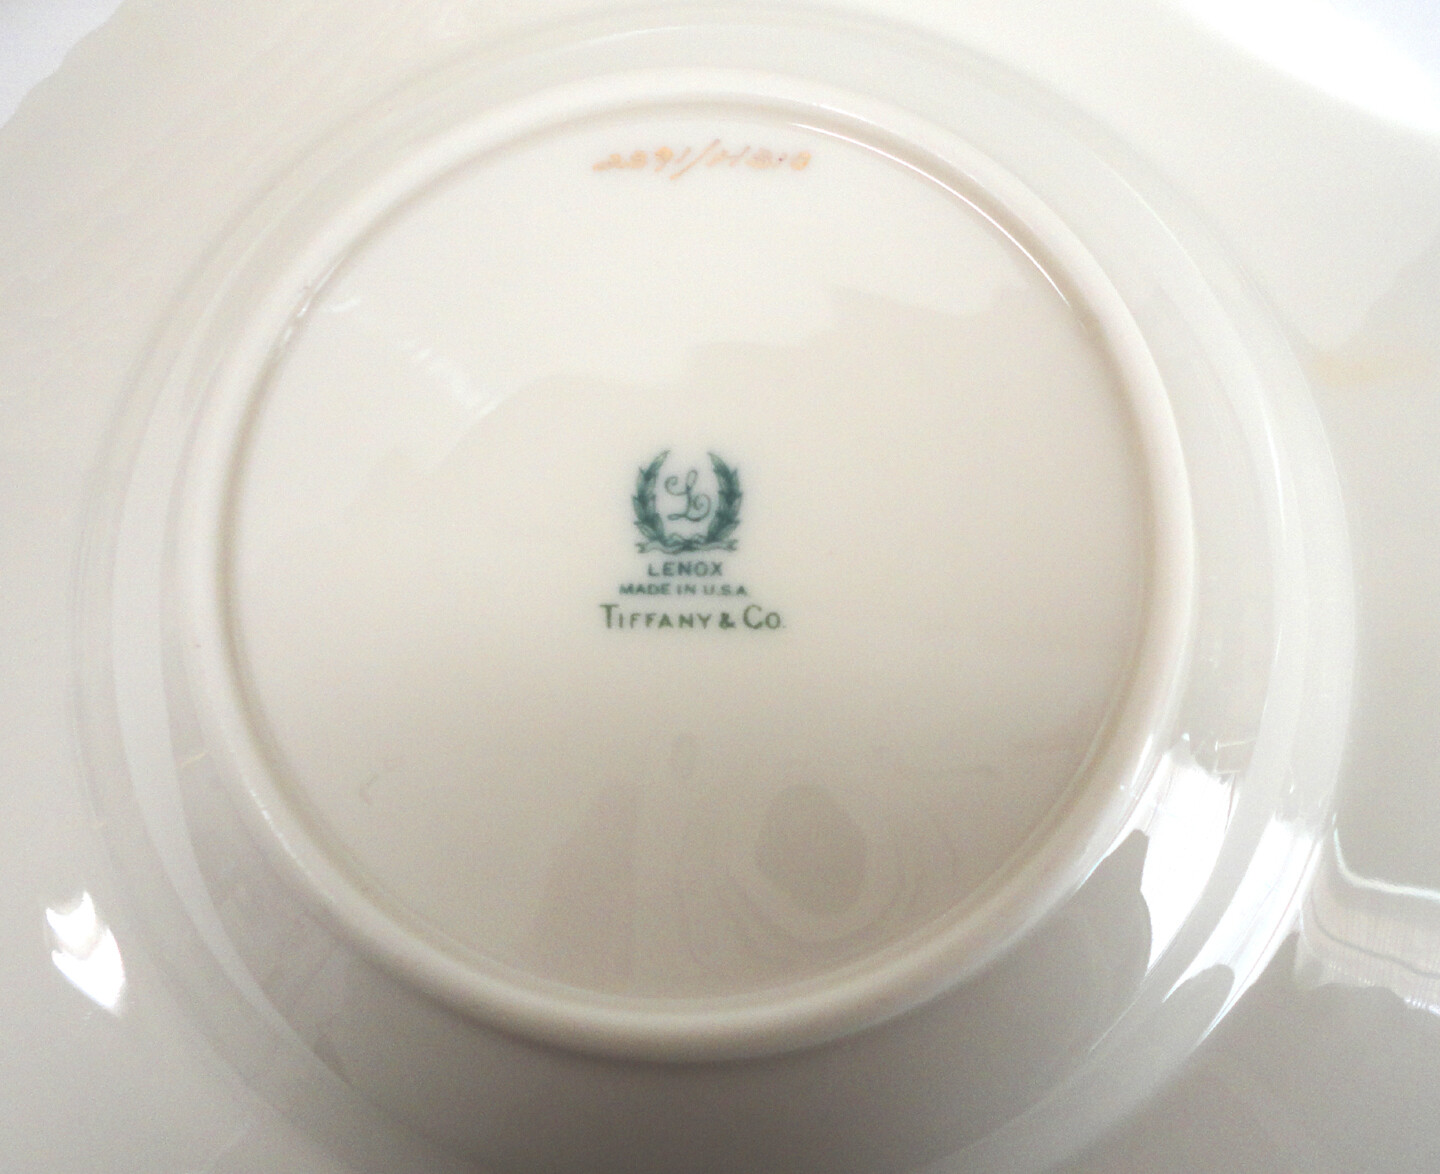 L
LENOX
MADE IN U.S.A
TIFFANY & CO.